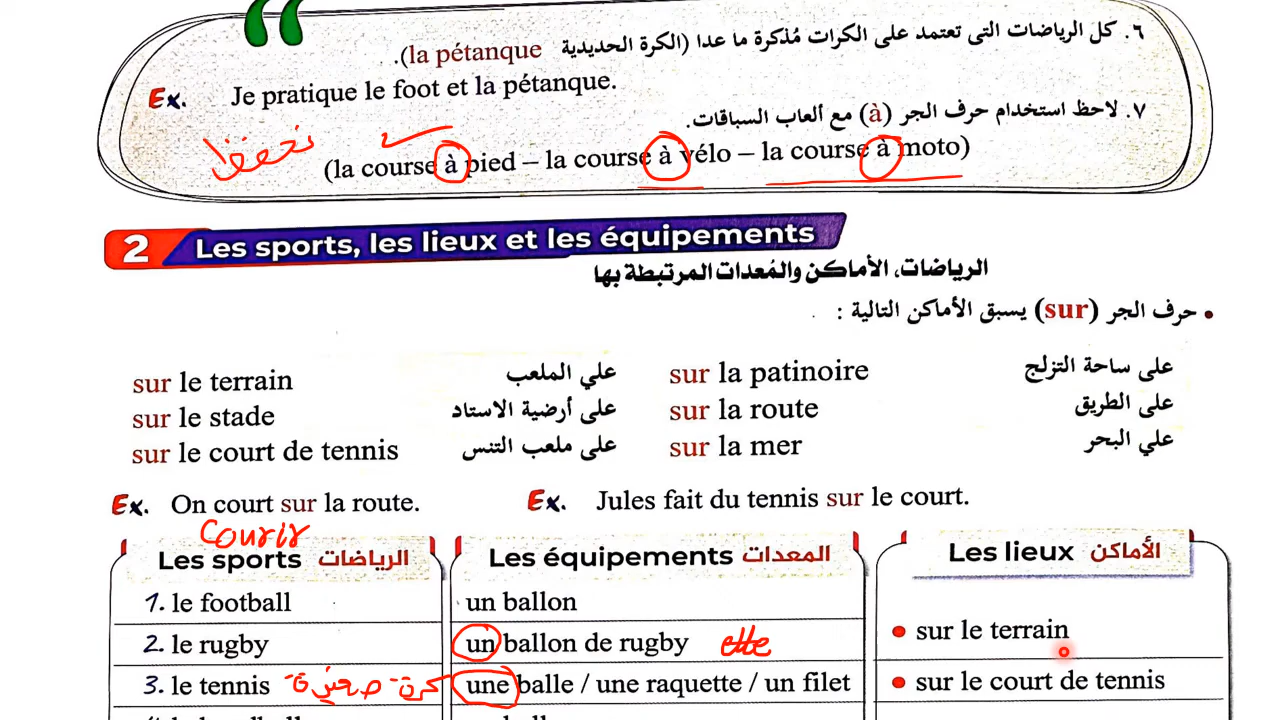 ٦. كل الرياضات التى تعتمد على الكرات مُذكرة ما عدا (الكرة الحديدية la pétanque).
Ex. Je pratique le foot et la pétanque.
٧. لاحظ استخدام حرف الجر (à) مع ألعاب السباقات.
(la course à pied – la course à vélo – la course à moto)
2 Les sports, les lieux et les équipements
الرياضات، الأماكن والمُعدات المرتبطة بها
• حرف الجر (sur) يسبق الأماكن التالية :
sur le terrain علي الملعب sur la patinoire على ساحة التزلج
sur le stade على أرضية الاستاد sur la route على الطريق
sur le court de tennis على ملعب التنس sur la mer علي البحر
Ex. On court sur la route. Ex. Jules fait du tennis sur le court.
Courir
Les sports الرياضات Les équipements المعدات Les lieux الأماكن
1. le football un ballon
2. le rugby un ballon de rugby • sur le terrain
3. le tennis كرة صغيرة une balle / une raquette / un filet • sur le court de tennis